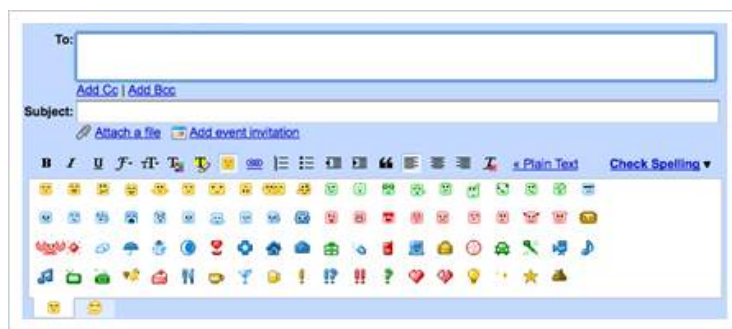 To:
Add Cc | Add Bcc
Subject:
Attach a file Add event invitation
B I U « Plain Text Check Spelling ▾